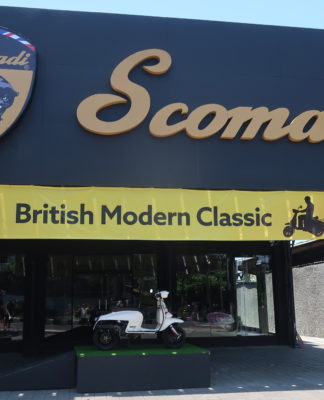 adi
Scoma
British Modern Classic